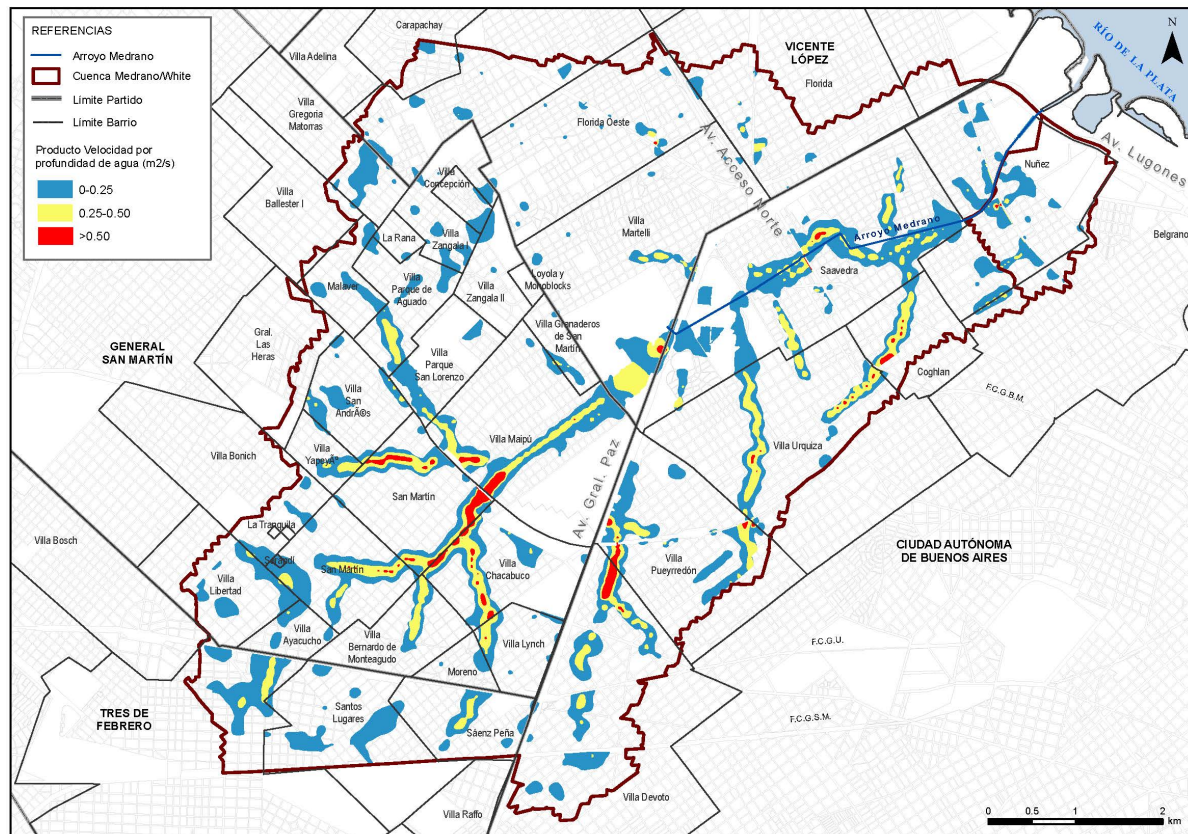 REFERENCIAS
Arroyo Medrano
Cuenca Medrano/White
Límite Partido
Límite Barrio
Producto Velocidad por
profundidad de agua (m2/s)
0-0.25
0.25-0.50
>0.50
Carapachay
Villa Adelina
VICENTE
LÓPEZ
Florida
N
RÍO DE LA PLATA
Villa
Gregoria
Matorras
Florida Oeste
Av. Acceso Norte
Av. Lugones
Nuñez
Villa
Concepción
Villa
Ballester I
La Rana
Villa
Zangala I
Villa
Martelli
Arroyo Medrano
Belgrano
Saavedra
Malaver
Villa
Parque de
Aguado
Villa
Zangala II
Loyola y
Monoblocks
Gral.
Las
Heras
Villa Granaderos
de San
Martín
GENERAL
SAN MARTÍN
Villa
Parque
San Lorenzo
Coghlan
F.C.G.B.M.
Villa
San
AndrÃ©s
Villa Maipú
Villa Urquiza
Villa Bonich
Villa
YapeyÃº
Av. Gral. Paz
San Martín
La Tranquila
Villa Bosch
Sarandí
San Martín
Villa
Libertad
Villa
Chacabuco
Villa
Pueyrredón
CIUDAD AUTÓNOMA
DE BUENOS AIRES
Villa
Ayacucho
Villa
Bernardo de
Monteagudo
Villa Lynch
Moreno
F.C.G.U.
TRES DE
FEBRERO
Santos
Lugares
Sáenz Peña
F.C.G.S.M.
Villa Devoto
Villa Raffo
0 0.5 1 2
km